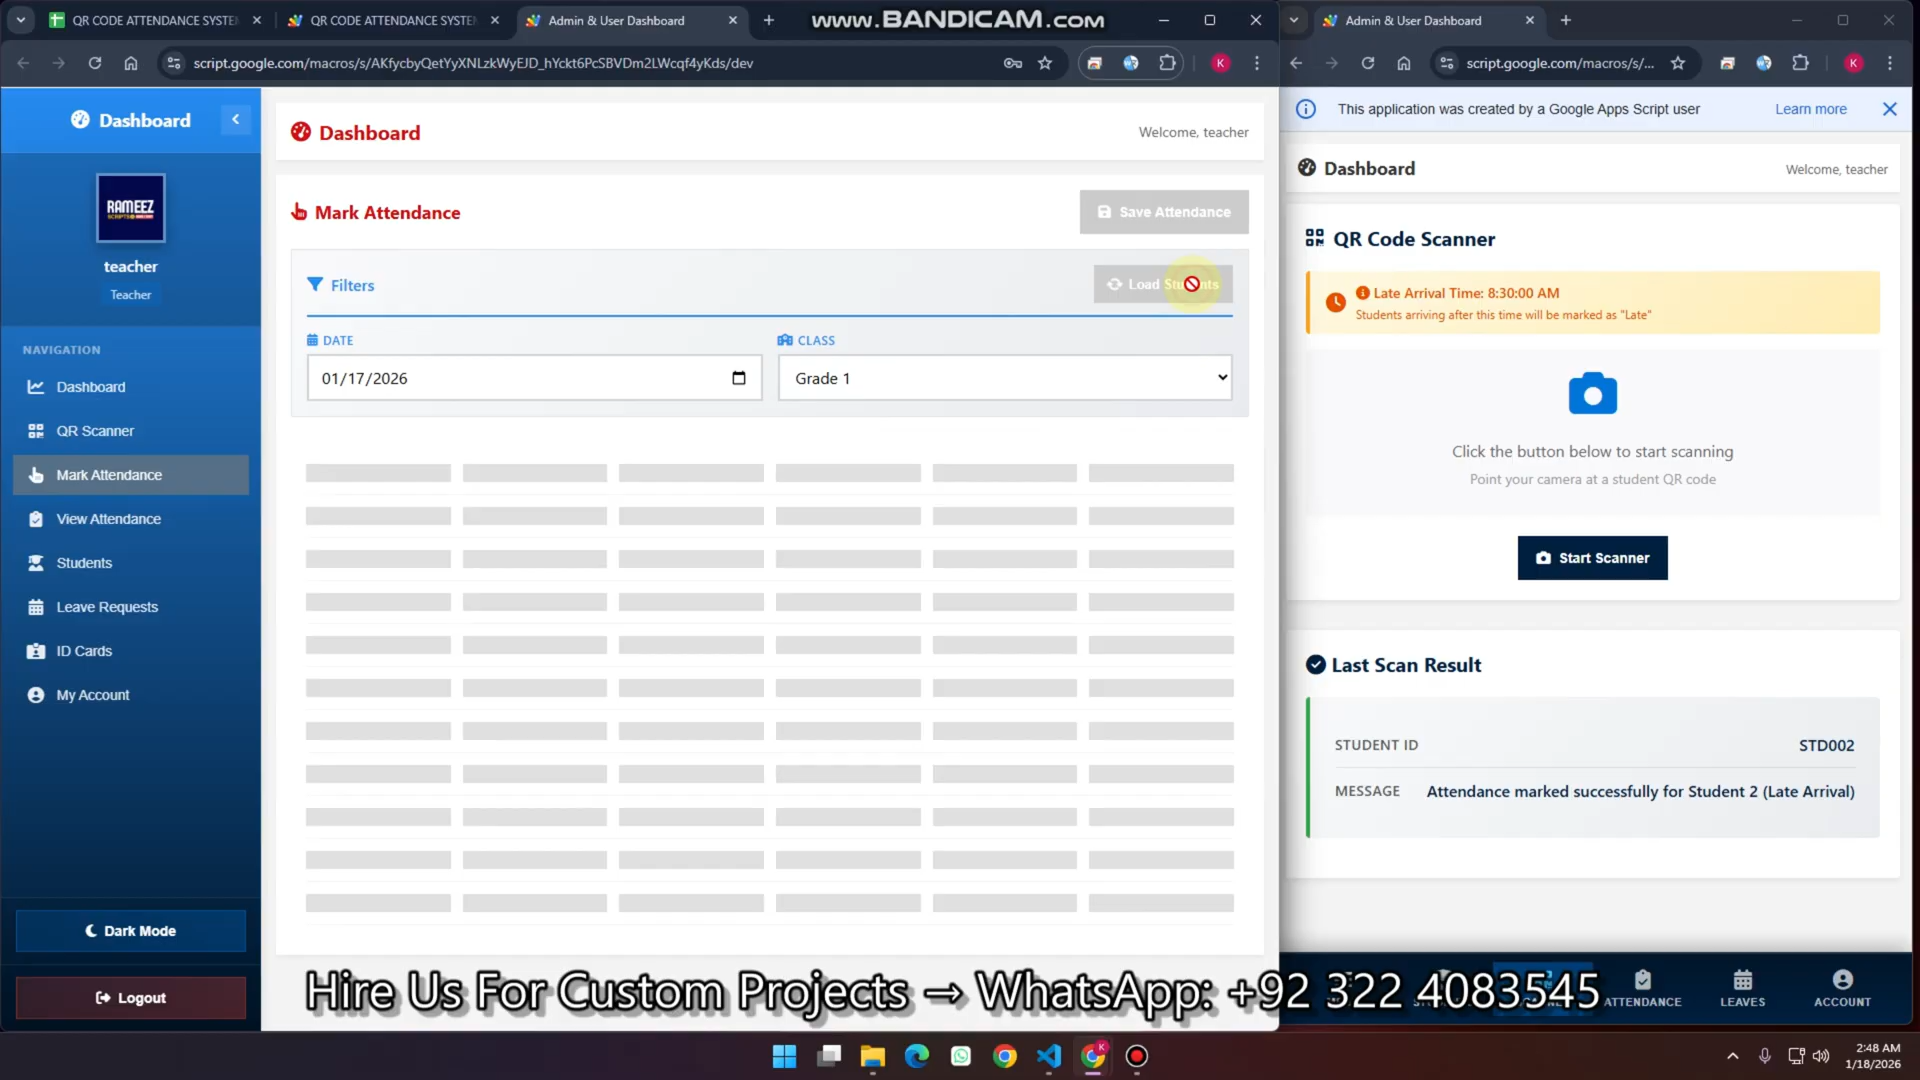 QR CODE ATTENDANCE SYSTEM
QR CODE ATTENDANCE SYSTEM
Admin & User Dashboard
www.BANDICAM.com
Admin & User Dashboard
script.google.com/macros/s/AKfycbyQetYyXNLzkWyEJD_hYckt6PcSBVDm2LWcqf4yKds/dev
K
script.google.com/macros/s/...
K
Dashboard
RAMEEZ
SCRIPTS
teacher
Teacher
NAVIGATION
Dashboard
QR Scanner
Mark Attendance
View Attendance
Students
Leave Requests
ID Cards
My Account
Dark Mode
Logout
Dashboard
Welcome, teacher
Mark Attendance
Save Attendance
Filters
Load Students
DATE
CLASS
01/17/2026
Grade 1
This application was created by a Google Apps Script user
Learn more
Dashboard
Welcome, teacher
QR Code Scanner
Late Arrival Time: 8:30:00 AM
Students arriving after this time will be marked as "Late"
Click the button below to start scanning
Point your camera at a student QR code
Start Scanner
Last Scan Result
STUDENT ID
STD002
MESSAGE
Attendance marked successfully for Student 2 (Late Arrival)
ATTENDANCE
LEAVES
ACCOUNT
Hire Us For Custom Projects → WhatsApp: +92 322 4083545
2:48 AM
1/18/2026